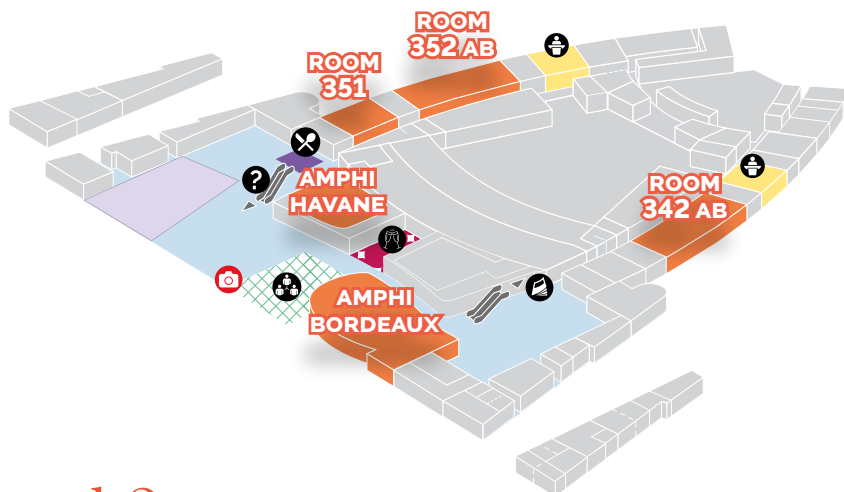 ROOM
352 AB
ROOM
351
?
AMPHI
HAVANE
ROOM
342 AB
AMPHI
BORDEAUX